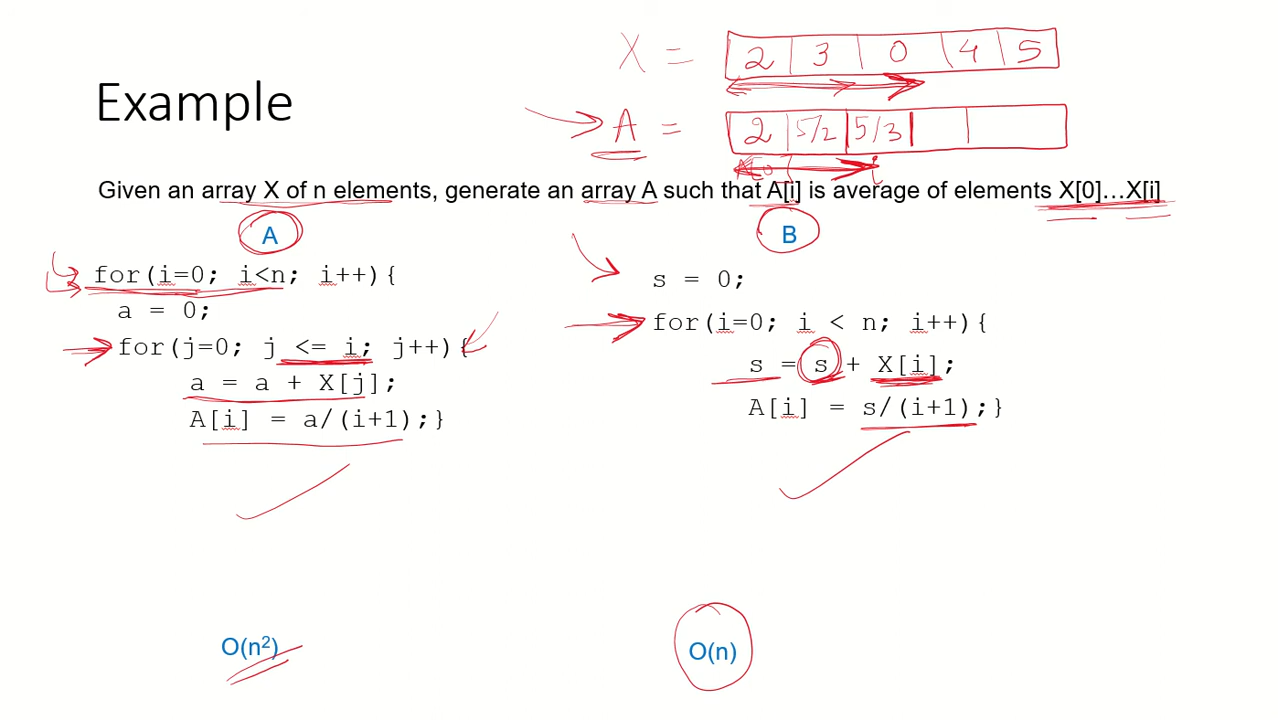 X = 2 3 0 4 5
Example
A = 2 5/2 5/3
A[0] i
Given an array X of n elements, generate an array A such that A[i] is average of elements X[0]…X[i]
A
for(i=0; i<n; i++){
a = 0;
for(j=0; j <= i; j++){
a = a + X[j];
A[i] = a/(i+1);}
O(n²)
B
s = 0;
for(i=0; i < n; i++){
s = s + X[i];
A[i] = s/(i+1);}
O(n)